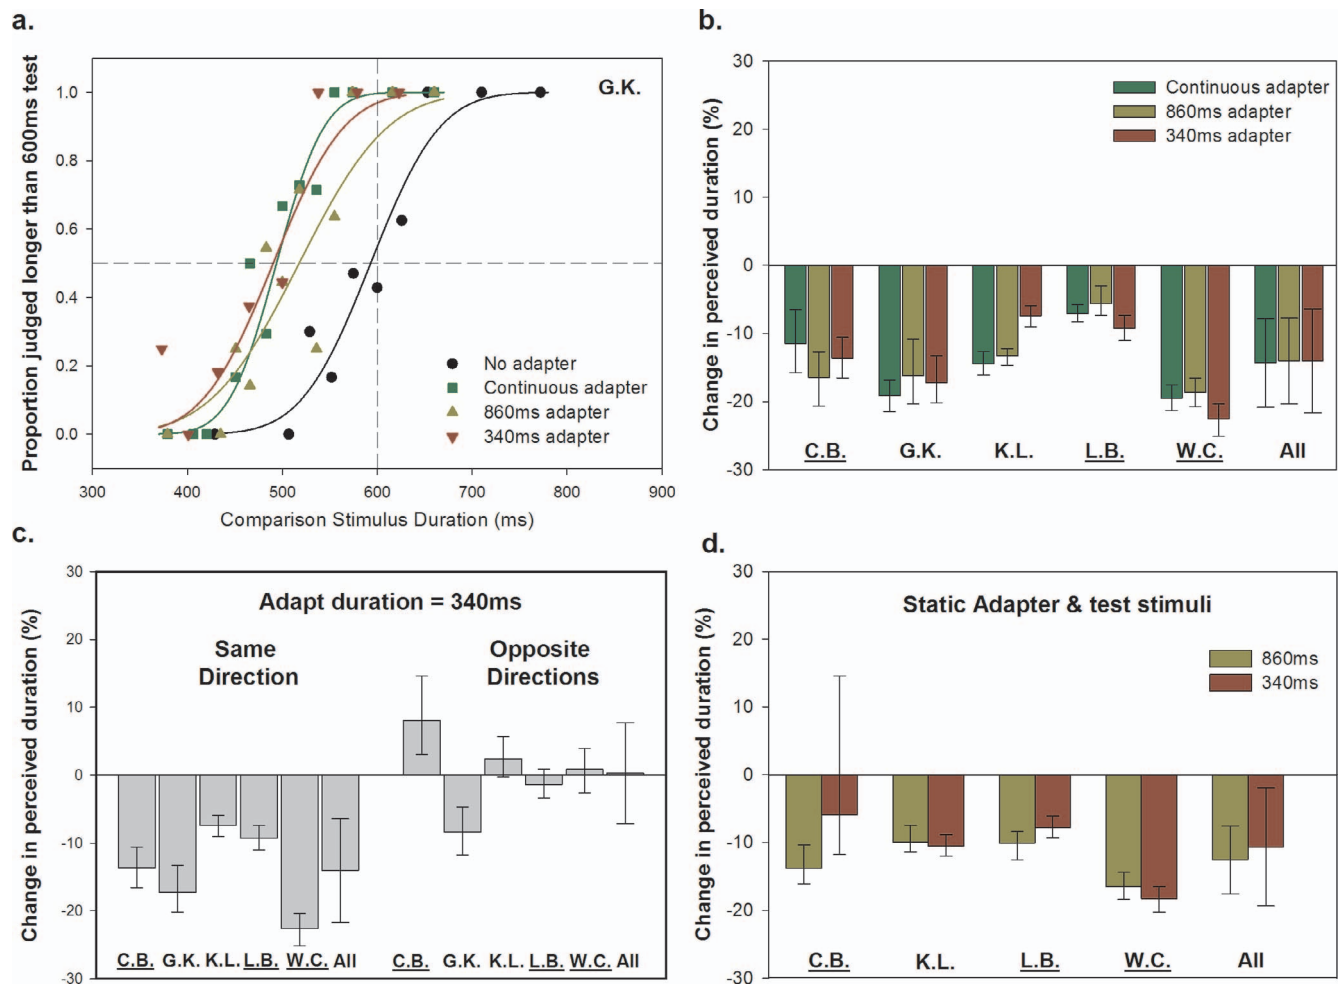 a.
G.K.
Proportion judged longer than 600ms test
1.0
0.8
0.6
0.4
0.2
0.0
No adapter
Continuous adapter
860ms adapter
340ms adapter
300 400 500 600 700 800 900
Comparison Stimulus Duration (ms)
b.
Change in perceived duration (%)
30
20
10
0
-10
-20
-30
Continuous adapter
860ms adapter
340ms adapter
C.B. G.K. K.L. L.B. W.C. All
c.
Change in perceived duration (%)
30
20
10
0
-10
-20
-30
Adapt duration = 340ms
Same Opposite
Direction Directions
C.B. G.K. K.L. L.B. W.C. All C.B. G.K. K.L. L.B. W.C. All
d.
Change in perceived duration (%)
30
20
10
0
-10
-20
-30
Static Adapter & test stimuli
860ms
340ms
C.B. K.L. L.B. W.C. All